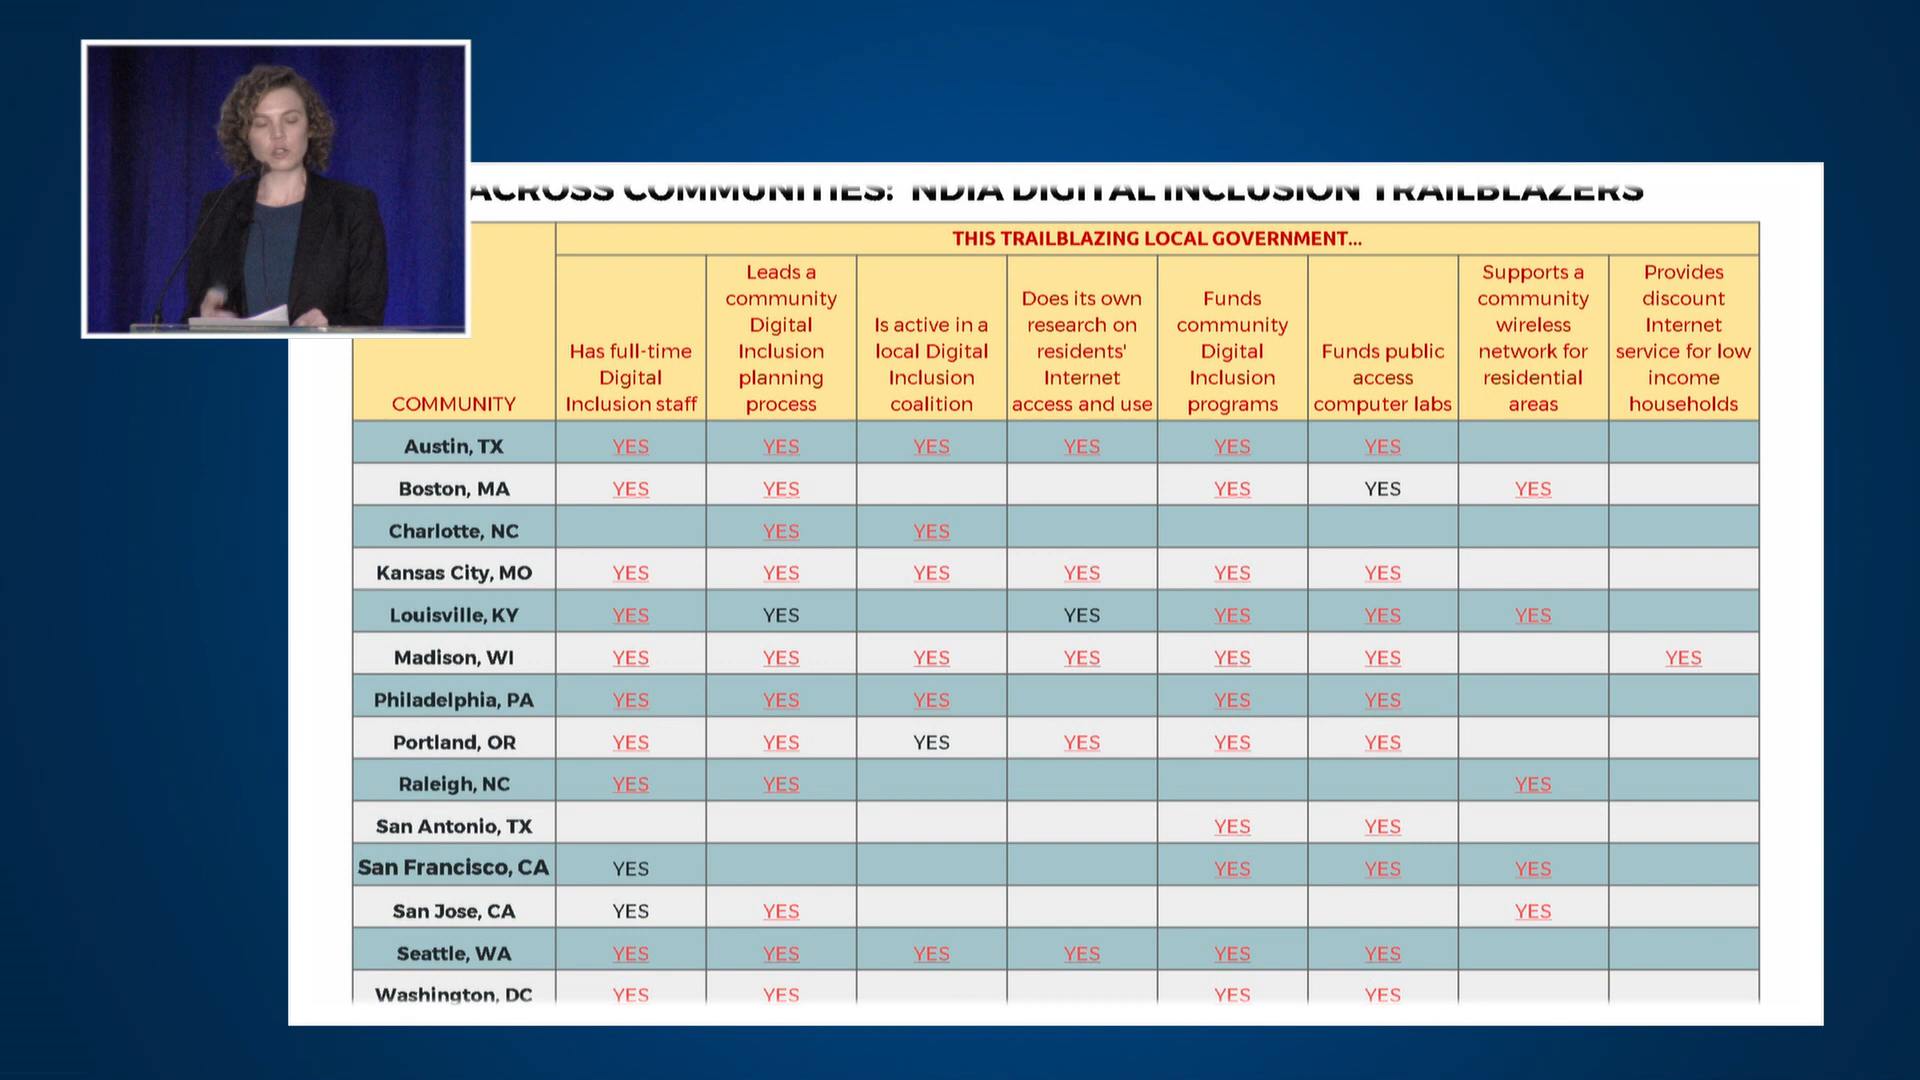 ACROSS COMMUNITIES: NDIA DIGITAL INCLUSION TRAILBLAZERS
THIS TRAILBLAZING LOCAL GOVERNMENT...
COMMUNITY
Has full-time
Digital
Inclusion staff
Leads a
community
Digital
Inclusion
planning
process
Is active in a
local Digital
Inclusion
coalition
Does its own
research on
residents'
Internet
access and use
Funds
community
Digital
Inclusion
programs
Funds public
access
computer labs
Supports a
community
wireless
network for
residential
areas
Provides
discount
Internet
service for low
income
households
Austin, TX YES YES YES YES YES YES
Boston, MA YES YES YES YES YES
Charlotte, NC YES YES
Kansas City, MO YES YES YES YES YES YES
Louisville, KY YES YES YES YES YES YES
Madison, WI YES YES YES YES YES YES YES
Philadelphia, PA YES YES YES YES YES
Portland, OR YES YES YES YES YES YES
Raleigh, NC YES YES YES
San Antonio, TX YES YES
San Francisco, CA YES YES YES YES
San Jose, CA YES YES YES
Seattle, WA YES YES YES YES YES YES
Washington, DC YES YES YES YES